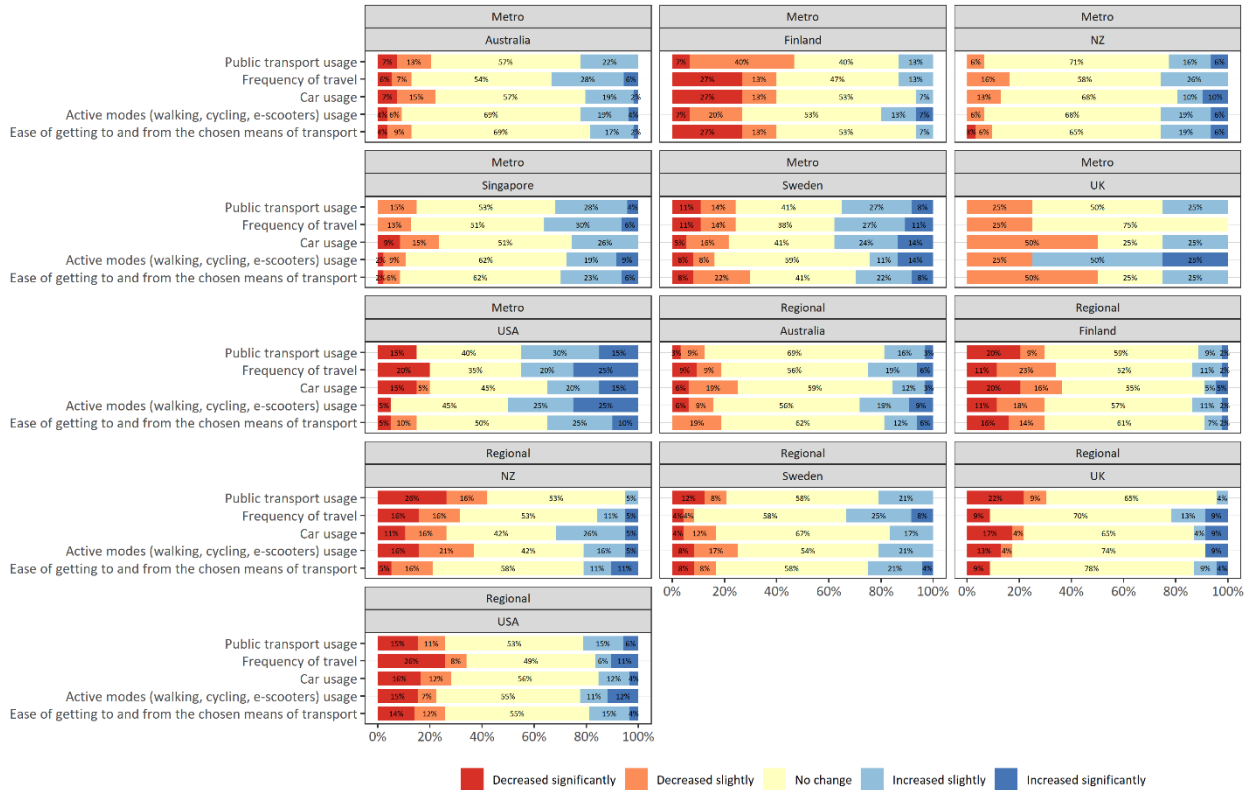 Metro Metro Metro
Australia Finland NZ
Public transport usage 7% 13% 57% 22% 7% 40% 40% 13% 6% 71% 16% 6%
Frequency of travel 6% 7% 54% 28% 6% 27% 13% 47% 13% 16% 58% 26%
Car usage 7% 15% 57% 19% 2% 27% 13% 53% 7% 13% 68% 10% 10%
Active modes (walking, cycling, e-scooters) usage 4% 6% 69% 19% 4% 7% 20% 53% 13% 7% 6% 68% 19% 6%
Ease of getting to and from the chosen means of transport 4% 9% 69% 17% 2% 27% 13% 53% 7% 3% 6% 65% 19% 6%
Metro Metro Metro
Singapore Sweden UK
Public transport usage 15% 53% 28% 4% 11% 14% 41% 27% 8% 25% 50% 25%
Frequency of travel 13% 51% 30% 6% 11% 14% 38% 27% 11% 25% 75%
Car usage 9% 15% 51% 26% 5% 16% 41% 24% 14% 50% 25% 25%
Active modes (walking, cycling, e-scooters) usage 2% 9% 62% 19% 9% 8% 8% 59% 11% 14% 25% 50% 25%
Ease of getting to and from the chosen means of transport 2% 6% 62% 23% 6% 8% 22% 41% 22% 8% 50% 25% 25%
Metro Regional Regional
USA Australia Finland
Public transport usage 15% 40% 30% 15% 3% 9% 69% 16% 3% 20% 9% 59% 9% 2%
Frequency of travel 20% 35% 20% 25% 9% 9% 56% 19% 6% 11% 23% 52% 11% 2%
Car usage 15% 5% 45% 20% 15% 6% 19% 59% 12% 3% 20% 16% 55% 5% 5%
Active modes (walking, cycling, e-scooters) usage 5% 45% 25% 25% 6% 9% 56% 19% 9% 11% 18% 57% 11% 2%
Ease of getting to and from the chosen means of transport 5% 10% 50% 25% 10% 19% 62% 12% 6% 16% 14% 61% 7% 2%
Regional Regional Regional
NZ Sweden UK
Public transport usage 26% 16% 53% 5% 12% 8% 58% 21% 22% 9% 65% 4%
Frequency of travel 16% 16% 53% 11% 5% 4% 4% 58% 25% 8% 9% 70% 13% 9%
Car usage 11% 16% 42% 26% 5% 4% 12% 67% 17% 17% 4% 65% 4% 9%
Active modes (walking, cycling, e-scooters) usage 16% 21% 42% 16% 5% 8% 17% 54% 21% 13% 4% 74% 9%
Ease of getting to and from the chosen means of transport 5% 16% 58% 11% 11% 8% 8% 58% 21% 4% 9% 78% 9% 4%
0% 20% 40% 60% 80% 100% 0% 20% 40% 60% 80% 100%
Regional
USA
Public transport usage 15% 11% 53% 15% 6%
Frequency of travel 26% 8% 49% 6% 11%
Car usage 16% 12% 56% 12% 4%
Active modes (walking, cycling, e-scooters) usage 15% 7% 55% 11% 12%
Ease of getting to and from the chosen means of transport 14% 12% 55% 15% 4%
0% 20% 40% 60% 80% 100%
Decreased significantly Decreased slightly No change Increased slightly Increased significantly